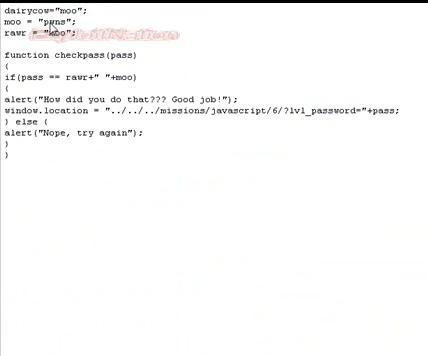 dairycow="moo";
moo = "pwns";
rawr = "moo";
function checkpass(pass)
{
if(pass == rawr+" "+moo)
{
alert("How did you do that??? Good job!");
window.location = "../../../missions/javascript/6/?lvl_password="+pass;
} else {
alert("Nope, try again");
}
}